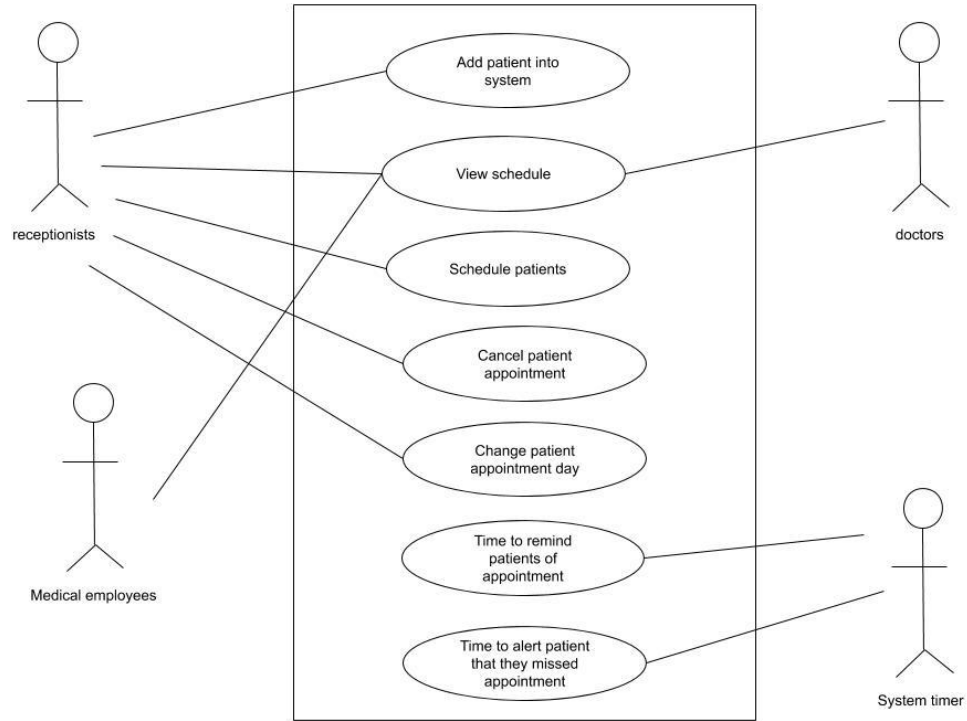 Add patient into
system
View schedule
receptionists
doctors
Schedule patients
Cancel patient
appointment
Change patient
appointment day
Time to remind
patients of
appointment
Medical employees
Time to alert patient
that they missed
appointment
System timer